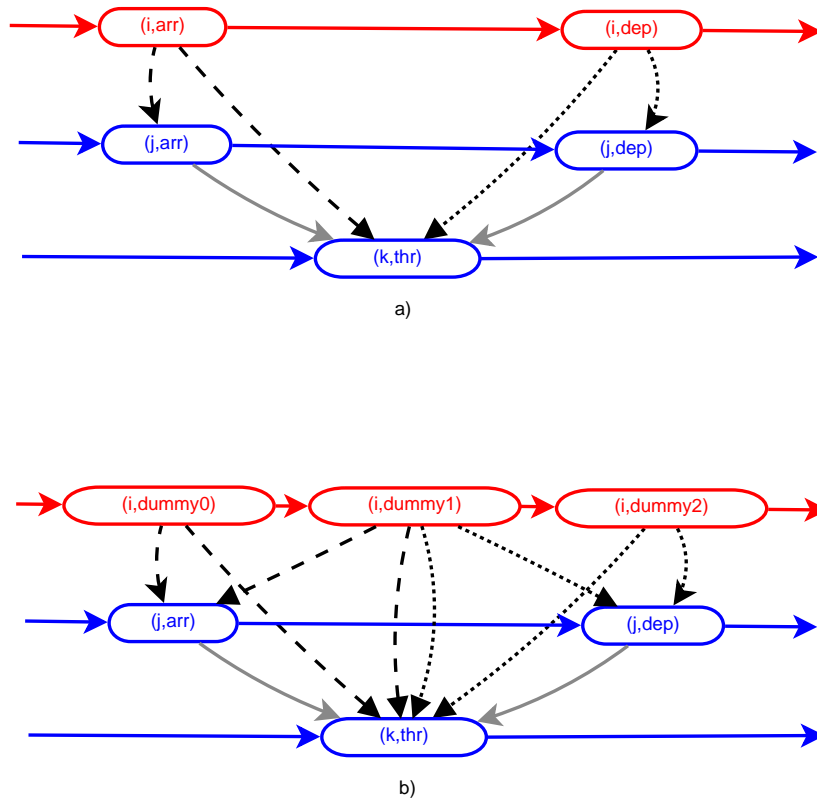 (i,arr) (i,dep)
(j,arr) (j,dep)
(k,thr)
a)
(i,dummy0) (i,dummy1) (i,dummy2)
(j,arr) (j,dep)
(k,thr)
b)